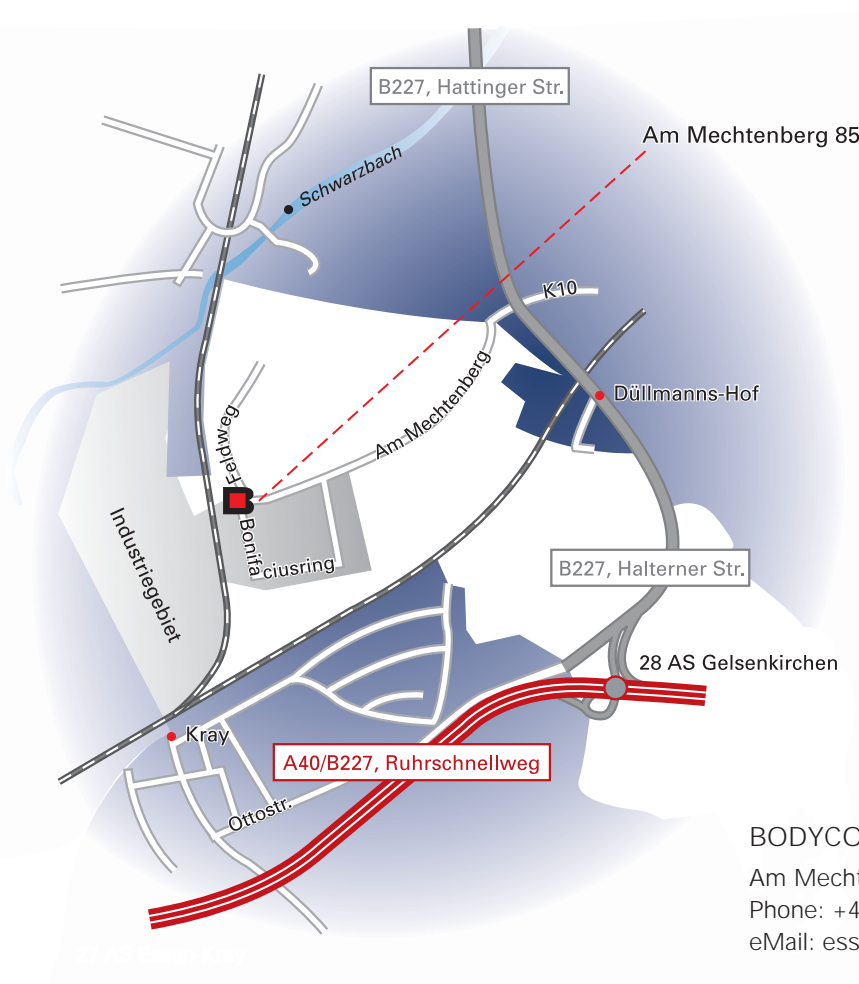 B227, Hattinger Str.
Am Mechtenberg 85
Schwarzbach
K10
Düllmanns-Hof
Am Mechtenberg
Feldweg
Bonifa
ciusring
Industriegebiet
B227, Halterner Str.
28 AS Gelsenkirchen
Kray
A40/B227, Ruhrschnellweg
Ottostr.
BODYCO
Am Mecht
Phone: +4
eMail: ess